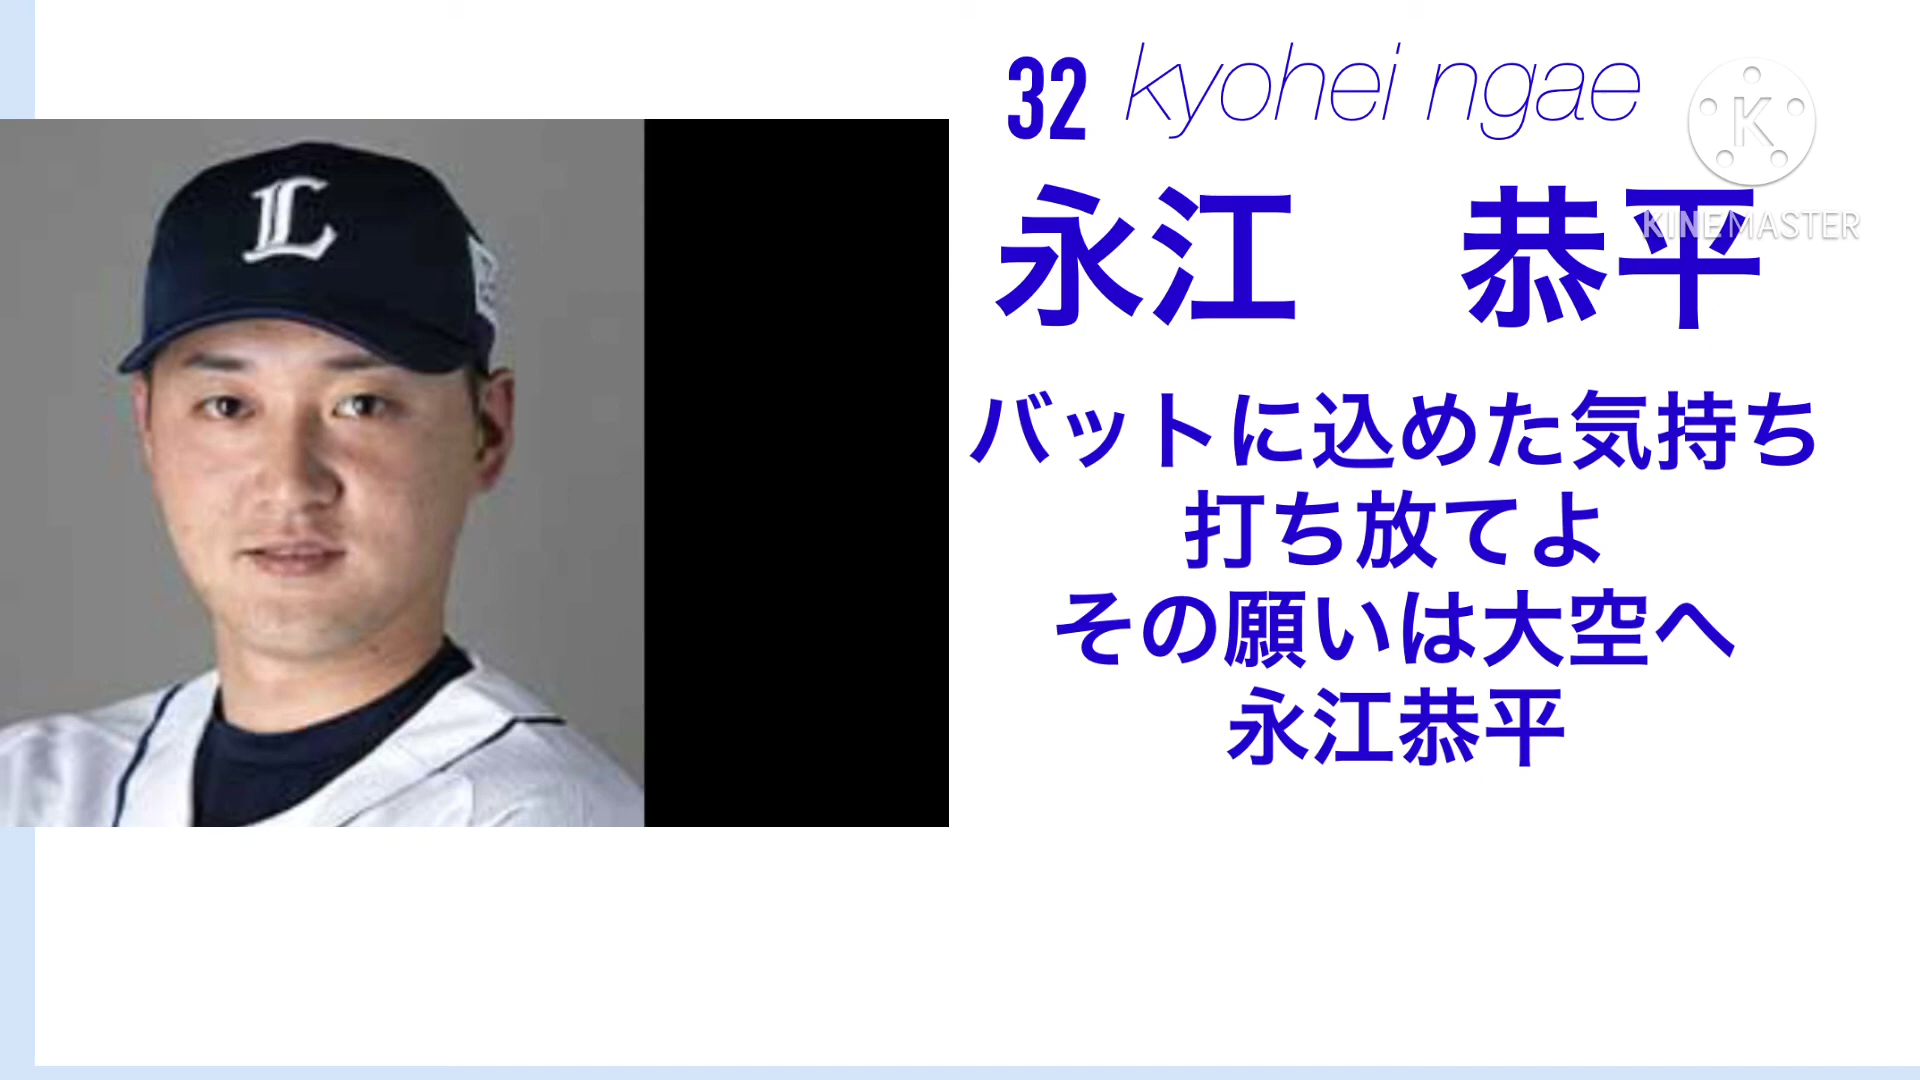 32 kyohei ngae
K
KINEMASTER
永江　恭平
バットに込めた気持ち
打ち放てよ
その願いは大空へ
永江恭平
L